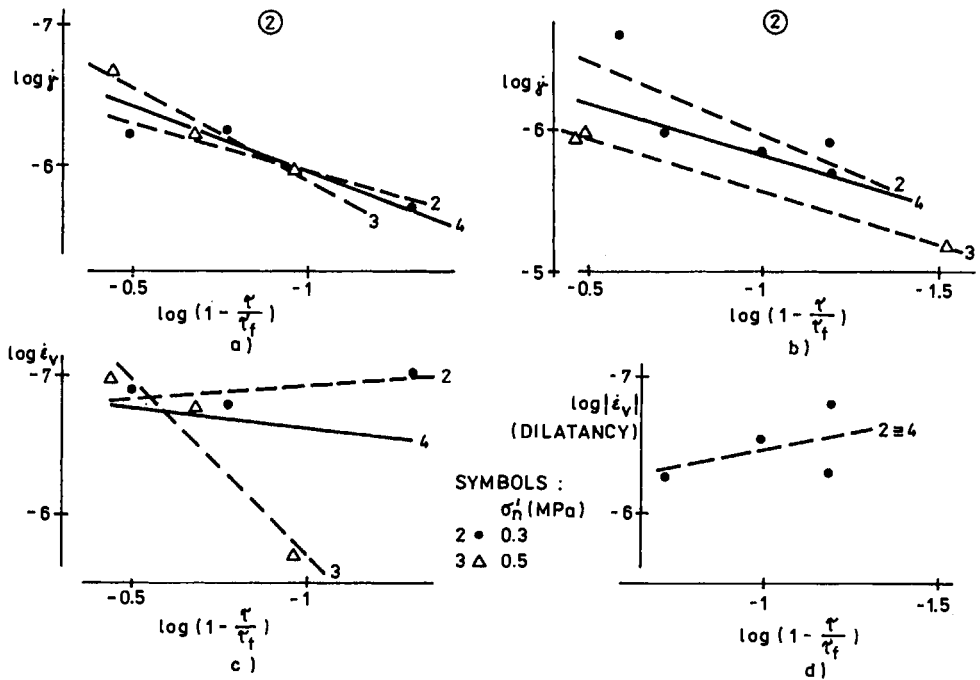 ②
②
-7
-6
log γ̇
2
3
4
-0.5
-1
log (1 - τ/τf)
a)
log γ̇
-6
-5
2
4
3
-0.5
-1
-1.5
log (1 - τ/τf)
b)
log ε̇v
-7
-6
2
4
3
-0.5
-1
log (1 - τ/τf)
c)
SYMBOLS :
σ'n (MPa)
2 ● 0.3
3 △ 0.5
-7
log|ε̇v|
(DILATANCY)
-6
2≡4
-1
-1.5
log (1 - τ/τf)
d)